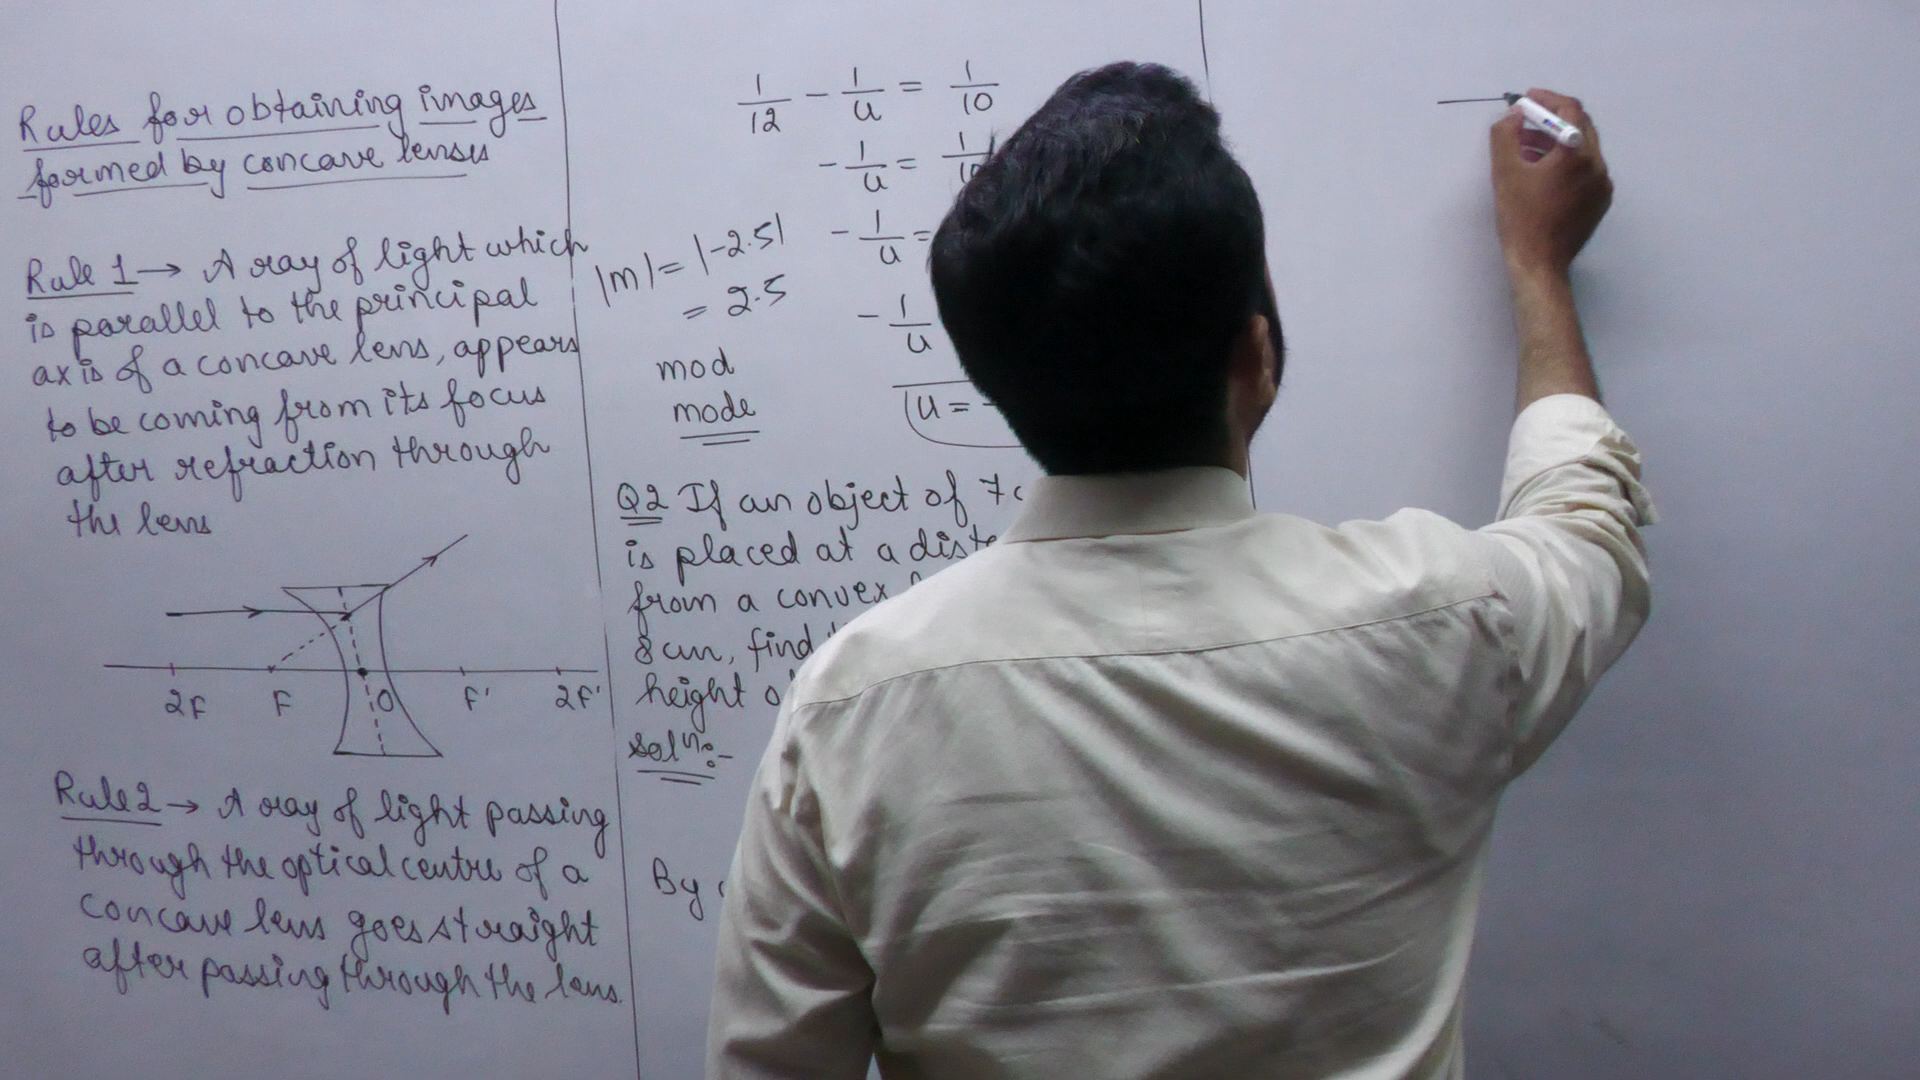 Rules for obtaining images
formed by concave lenses
Rule 1 → A ray of light which
is parallel to the principal
axis of a concave lens, appears
to be coming from its focus
after refraction through
the lens
2F F O F' 2F'
Rule 2 → A ray of light passing
through the optical centre of a
concave lens goes straight
after passing through the lens.
1/12 - 1/u = 1/10
-1/u = 1/10
-1/u =
-1/u
u = -
|m| = |-2.5|
= 2.5
mod
mode
Q2 If an object of 7
is placed at a
from a convex
8cm, find
height
Soln:-
By